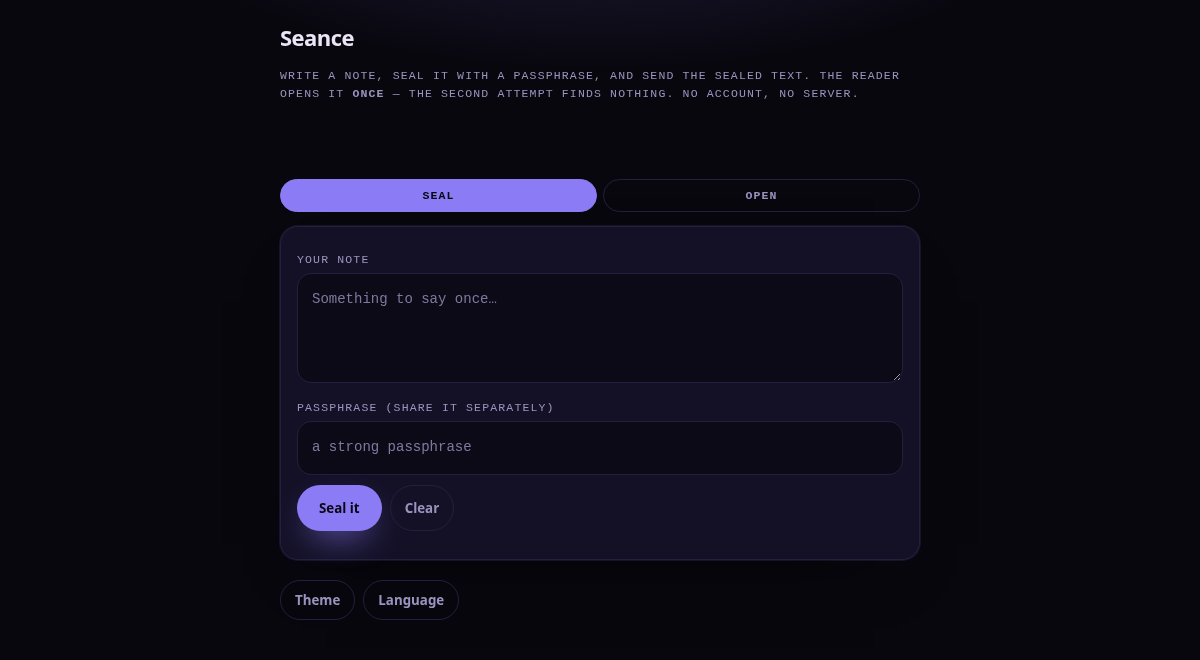 Seance
WRITE A NOTE, SEAL IT WITH A PASSPHRASE, AND SEND THE SEALED TEXT. THE READER
OPENS IT ONCE — THE SECOND ATTEMPT FINDS NOTHING. NO ACCOUNT, NO SERVER.
SEAL
OPEN
YOUR NOTE
Something to say once…
PASSPHRASE (SHARE IT SEPARATELY)
a strong passphrase
Seal it
Clear
Theme
Language